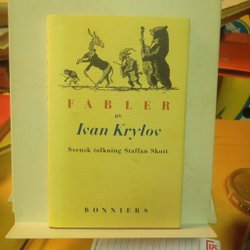 FABLER
av
Ivan Krylov
Svensk tolkning Staffan Skott
BONNIERS